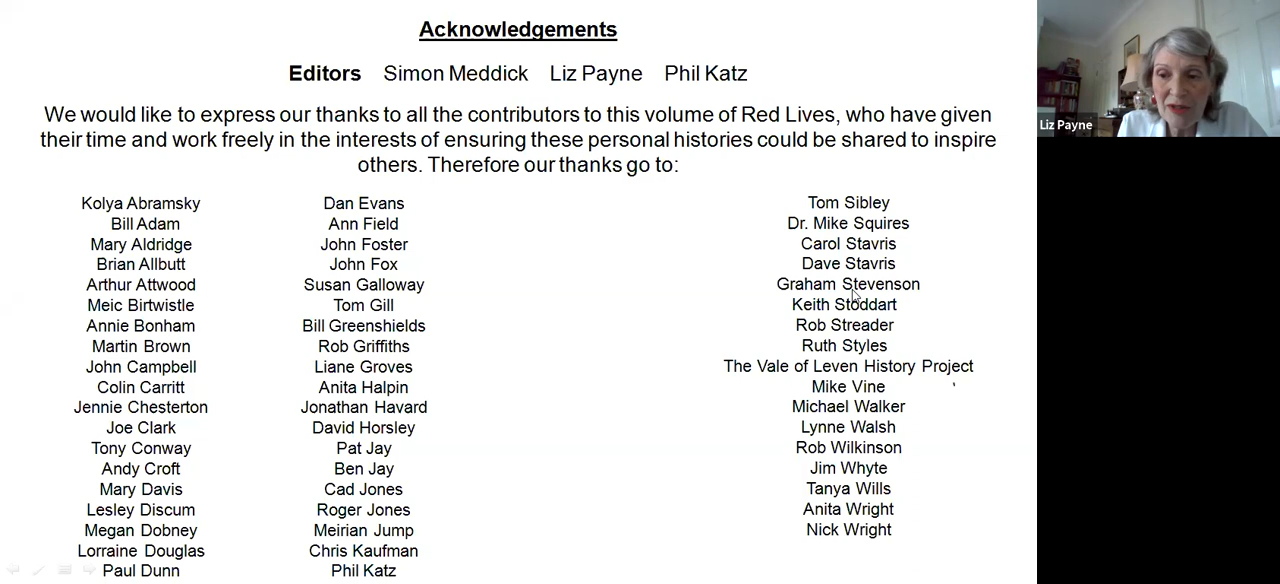 Acknowledgements
Editors Simon Meddick Liz Payne Phil Katz
We would like to express our thanks to all the contributors to this volume of Red Lives, who have given
their time and work freely in the interests of ensuring these personal histories could be shared to inspire
others. Therefore our thanks go to:
Kolya Abramsky
Bill Adam
Mary Aldridge
Brian Allbutt
Arthur Attwood
Meic Birtwistle
Annie Bonham
Martin Brown
John Campbell
Colin Carritt
Jennie Chesterton
Joe Clark
Tony Conway
Andy Croft
Mary Davis
Lesley Discum
Megan Dobney
Lorraine Douglas
Paul Dunn
Dan Evans
Ann Field
John Foster
John Fox
Susan Galloway
Tom Gill
Bill Greenshields
Rob Griffiths
Liane Groves
Anita Halpin
Jonathan Havard
David Horsley
Pat Jay
Ben Jay
Cad Jones
Roger Jones
Meirian Jump
Chris Kaufman
Phil Katz
Tom Sibley
Dr. Mike Squires
Carol Stavris
Dave Stavris
Graham Stevenson
Keith Stoddart
Rob Streader
Ruth Styles
The Vale of Leven History Project
Mike Vine
Michael Walker
Lynne Walsh
Rob Wilkinson
Jim Whyte
Tanya Wills
Anita Wright
Nick Wright
Liz Payne